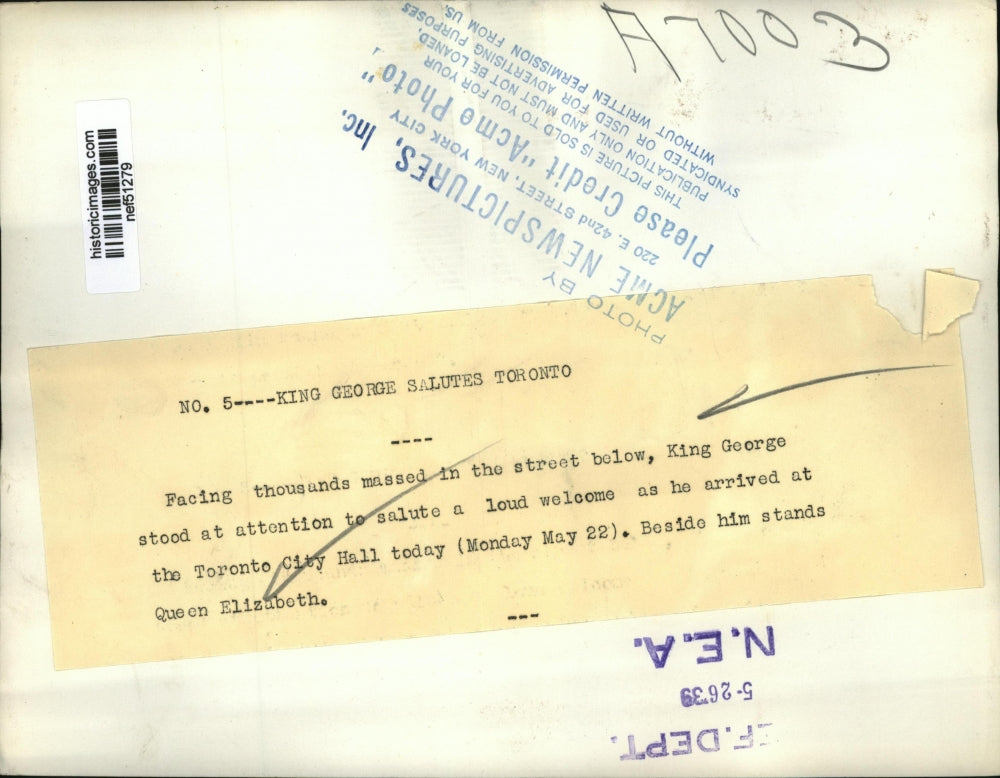 A7003
PHOTO BY
ACME NEWSPICTURES, Inc.
220 E. 42nd STREET, NEW YORK CITY
Please Credit "Acme Photo"
THIS PICTURE IS SOLD TO YOU FOR YOUR
PUBLICATION ONLY AND MUST NOT BE LOANED,
SYNDICATED OR USED FOR ADVERTISING PURPOSES
WITHOUT WRITTEN PERMISSION FROM US.
historicimages.com
nef51279
NO. 5----KING GEORGE SALUTES TORONTO
----
Facing thousands massed in the street below, King George
stood at attention to salute a loud welcome as he arrived at
the Toronto City Hall today (Monday May 22). Beside him stands
Queen Elizabeth.
---
N.E.A.
5-26'39
EF. DEPT.